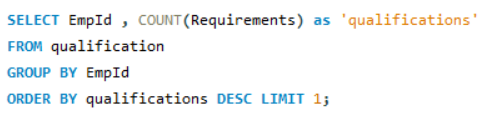 SELECT EmpId , COUNT(Requirements) as 'qualifications'
FROM qualification
GROUP BY EmpId
ORDER BY qualifications DESC LIMIT 1;